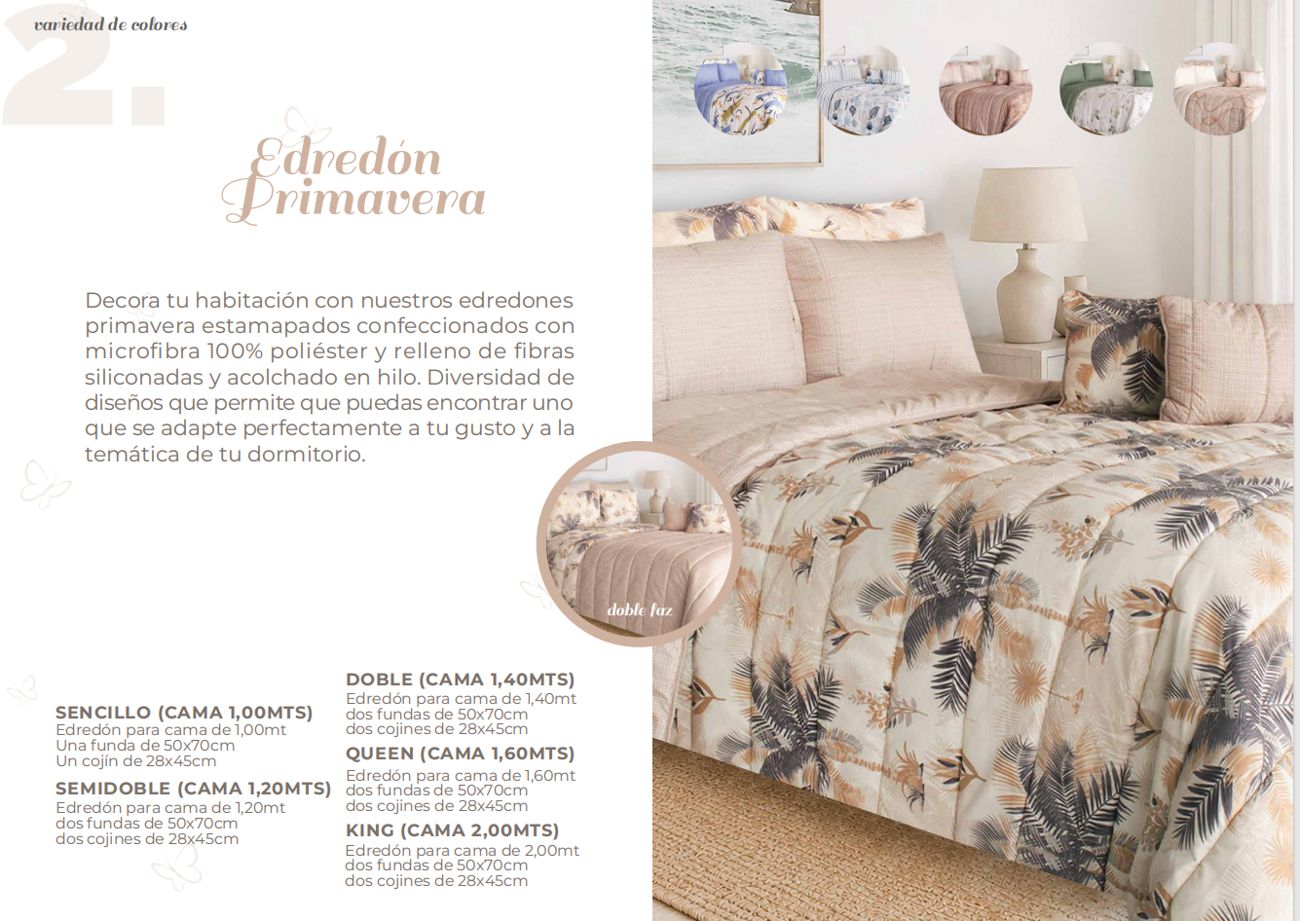 variedad de colores
2.
Edredón
Primavera
Decora tu habitación con nuestros edredones
primavera estamapados confeccionados con
microfibra 100% poliéster y relleno de fibras
siliconadas y acolchado en hilo. Diversidad de
diseños que permite que puedas encontrar uno
que se adapte perfectamente a tu gusto y a la
temática de tu dormitorio.
doble faz
SENCILLO (CAMA 1,00MTS)
Edredón para cama de 1,00mt
Una funda de 50x70cm
Un cojín de 28x45cm
SEMIDOBLE (CAMA 1,20MTS)
Edredón para cama de 1,20mt
dos fundas de 50x70cm
dos cojines de 28x45cm
DOBLE (CAMA 1,40MTS)
Edredón para cama de 1,40mt
dos fundas de 50x70cm
dos cojines de 28x45cm
QUEEN (CAMA 1,60MTS)
Edredón para cama de 1,60mt
dos fundas de 50x70cm
dos cojines de 28x45cm
KING (CAMA 2,00MTS)
Edredón para cama de 2,00mt
dos fundas de 50x70cm
dos cojines de 28x45cm